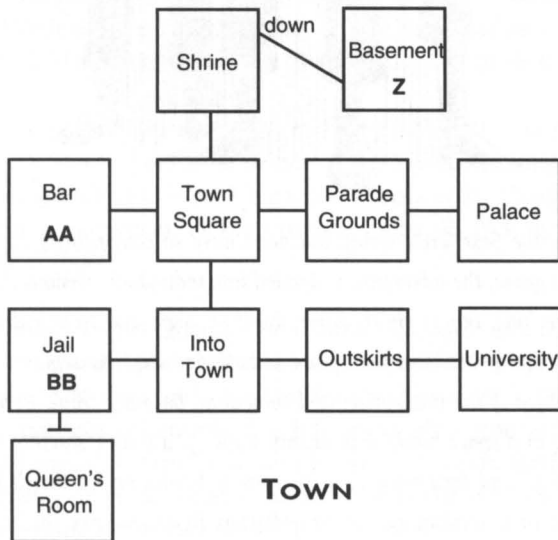 down
Shrine
Basement
Z
Bar
AA
Town
Square
Parade
Grounds
Palace
Jail
BB
Into
Town
Outskirts
University
Queen's
Room
TOWN